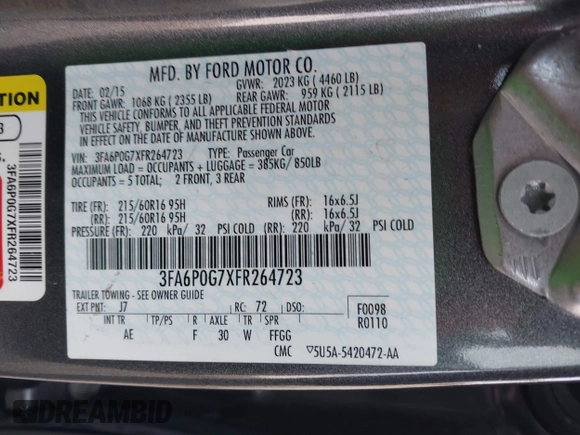 MFD. BY FORD MOTOR CO.
DATE: 02/15 GVWR: 2023 KG ( 4460 LB)
FRONT GAWR: 1068 KG ( 2355 LB) REAR GAWR: 959 KG ( 2115 LB)
THIS VEHICLE CONFORMS TO ALL APPLICABLE FEDERAL MOTOR
VEHICLE SAFETY, BUMPER, AND THEFT PREVENTION STANDARDS
IN EFFECT ON THE DATE OF MANUFACTURE SHOWN ABOVE.
VIN: 3FA6P0G7XFR264723 TYPE: Passenger Car
MAXIMUM LOAD = OCCUPANTS + LUGGAGE = 385KG/850LB
OCCUPANTS = 5 TOTAL; 2 FRONT, 3 REAR
TIRE (FR): 215/60R16 95H RIMS (FR): 16x6.5J
(RR): 215/60R16 95H (RR): 16x6.5J
PRESSURE (FR): 220 kPa/ 32 PSI COLD (RR): 220 kPa/ 32 PSI COLD
3FA6P0G7XFR264723
TRAILER TOWING - SEE OWNER GUIDE
EXT PNT: J7 RC: 72 DSO: F0098
INT TR TP/PS R AXLE TR SPR R0110
AE F 30 W FFGG
CMC ▽5U5A-5420472-AA
3FA6P0G7XFR264723
DREAMBID